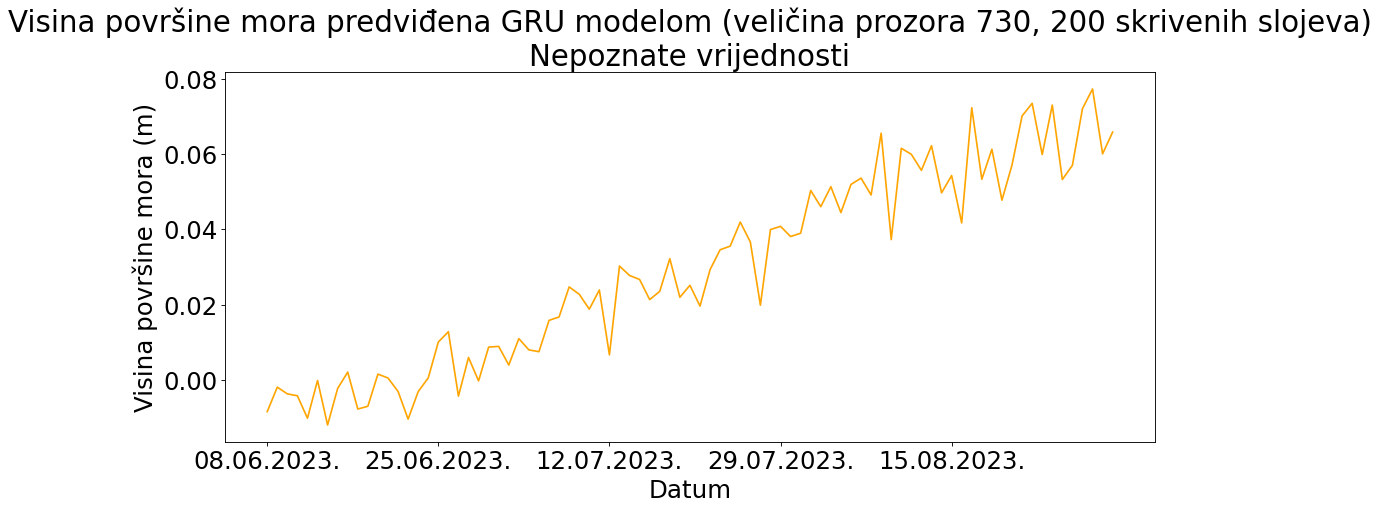 Visina površine mora predviđena GRU modelom (veličina prozora 730, 200 skrivenih slojeva)
Nepoznate vrijednosti
Visina površine mora (m)
0.08
0.06
0.04
0.02
0.00
08.06.2023. 25.06.2023. 12.07.2023. 29.07.2023. 15.08.2023.
Datum